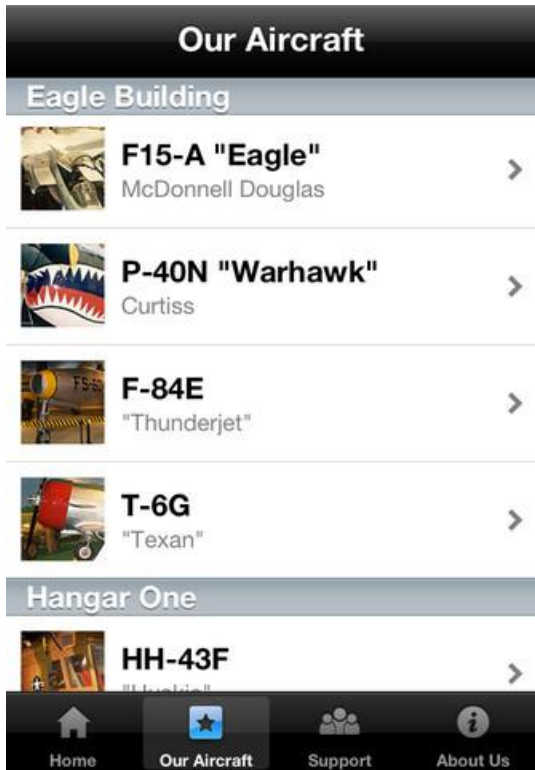 Our Aircraft
Eagle Building
F15-A "Eagle"
McDonnell Douglas
P-40N "Warhawk"
Curtiss
F-84E
"Thunderjet"
T-6G
"Texan"
Hangar One
HH-43F
Home
Our Aircraft
Support
About Us